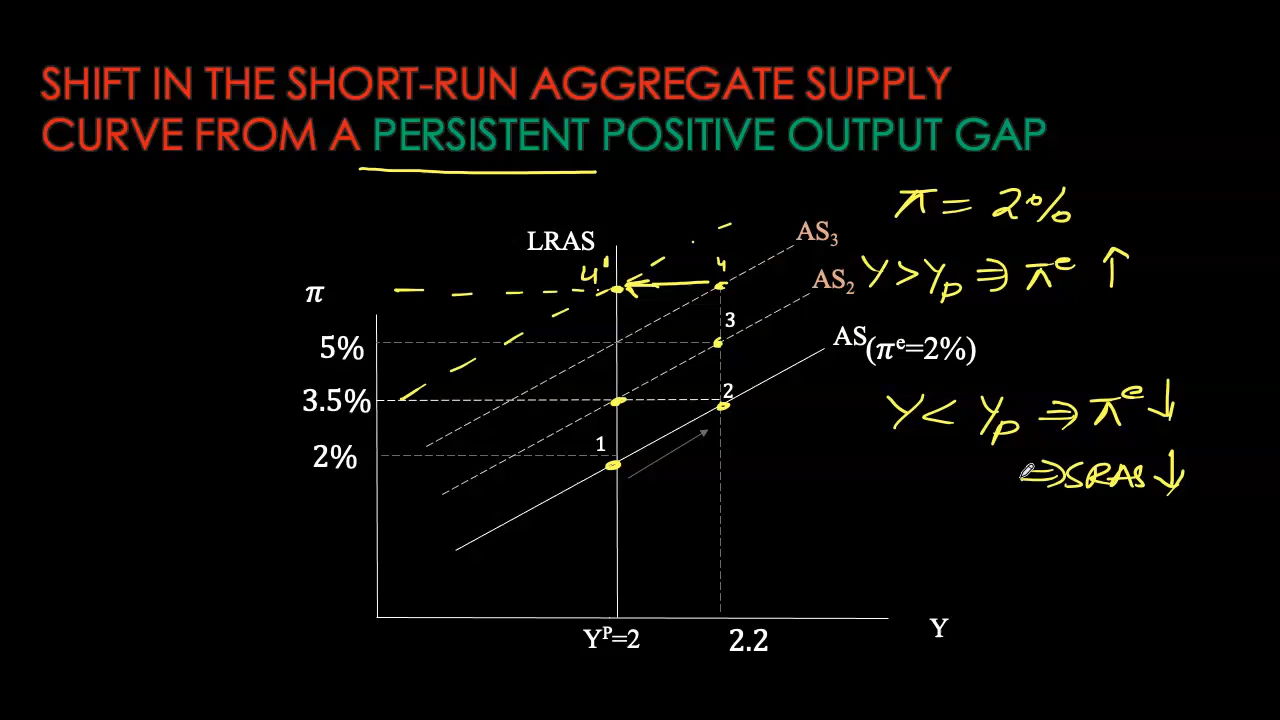 SHIFT IN THE SHORT-RUN AGGREGATE SUPPLY
CURVE FROM A PERSISTENT POSITIVE OUTPUT GAP
π = 2%
LRAS
AS₃
4'
4
Y > Yp ⇒ πᵉ ↑
AS₂
π
3
5%
AS(πᵉ=2%)
3.5%
2
Y < Yp ⇒ πᵉ ↓
1
2%
⇒ SRAS ↓
Yᴾ=2
2.2
Y